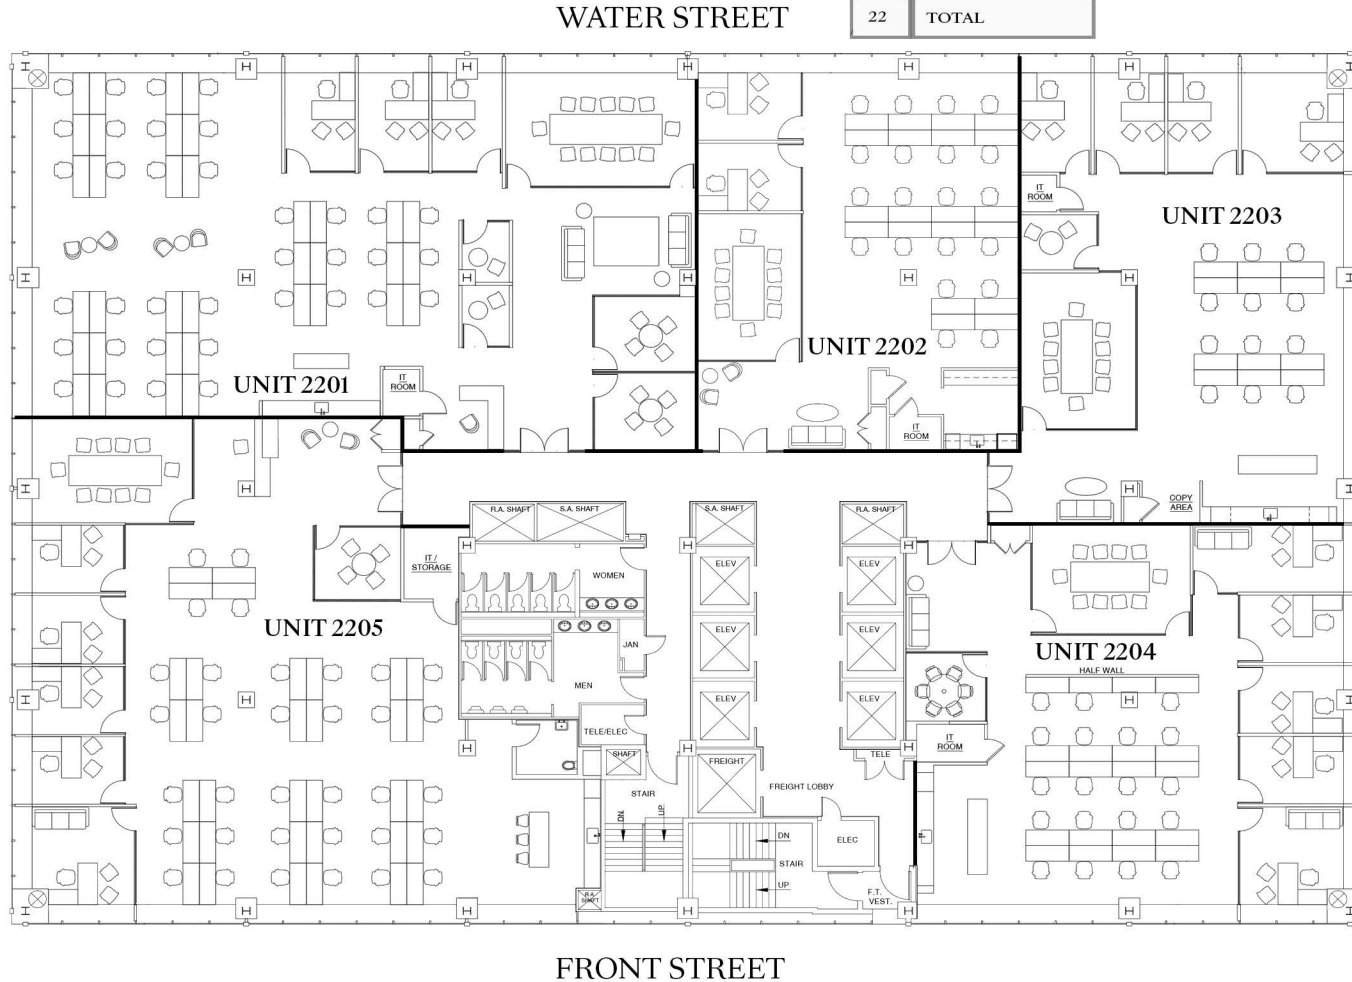 WATER STREET
22 TOTAL
H H H H H H H
IT
ROOM
UNIT 2203
H H H H H H
UNIT 2202
UNIT 2201
IT
ROOM
IT
ROOM
H H H H
COPY
AREA
R.A. SHAFT S.A. SHAFT S.A. SHAFT R.A. SHAFT
H H H
IT /
STORAGE
WOMEN
ELEV ELEV
UNIT 2205
ELEV ELEV
JAN
UNIT 2204
HALF WALL
MEN
H H H H
ELEV ELEV
TELE/ELEC
IT
ROOM
H H H
SHAFT
TELE
FREIGHT
FREIGHT LOBBY
STAIR
DN.
UP.
DN
ELEC
STAIR
UP
F.T.
VEST.
R.A.
SHAFT
H H H H H H H
FRONT STREET